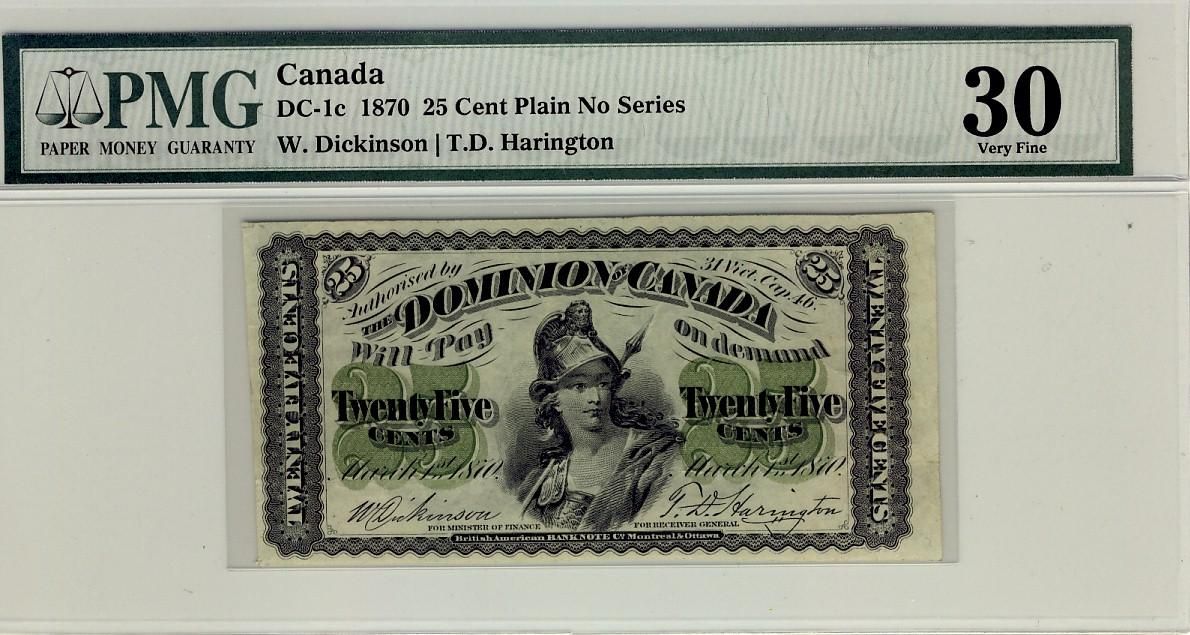 PMG
PAPER MONEY GUARANTY
Canada
DC-1c 1870 25 Cent Plain No Series
W. Dickinson | T.D. Harington
30
Very Fine
25
Authorised by
31 Vict. Cap. 46.
25
THE DOMINION OF CANADA
Will Pay
on demand
25
25
Twenty Five
CENTS
Twenty Five
CENTS
March 1st 1870.
March 1st 1870.
W Dickinson
FOR MINISTER OF FINANCE
T. D. Harington
FOR RECEIVER GENERAL
British American BANK NOTE Co. Montreal & Ottawa
TWENTY FIVE CENTS
TWENTY FIVE CENTS